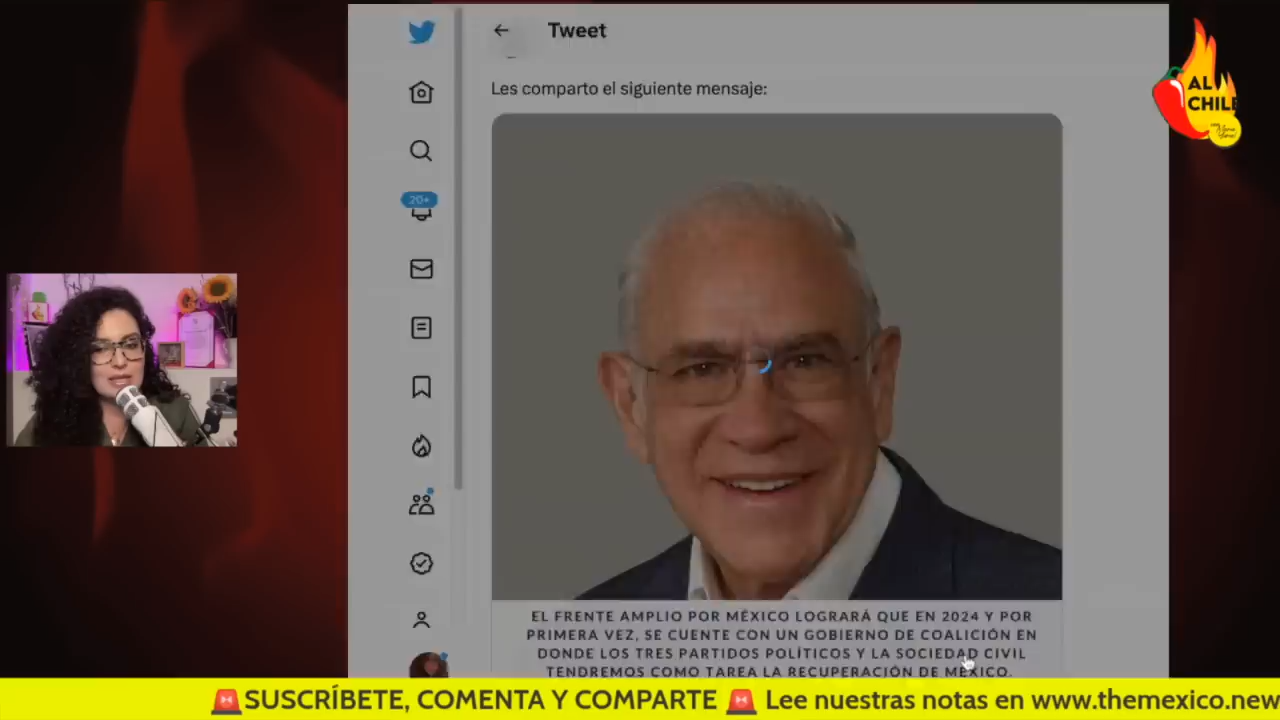 Tweet
Les comparto el siguiente mensaje:
20+
AL
CHILE
EL FRENTE AMPLIO POR MÉXICO LOGRARÁ QUE EN 2024 Y POR
PRIMERA VEZ, SE CUENTE CON UN GOBIERNO DE COALICIÓN EN
DONDE LOS TRES PARTIDOS POLÍTICOS Y LA SOCIEDAD CIVIL
TENDREMOS COMO TAREA LA RECUPERACIÓN DE MÉXICO.
🚨SUSCRÍBETE, COMENTA Y COMPARTE 🚨 Lee nuestras notas en www.themexico.new